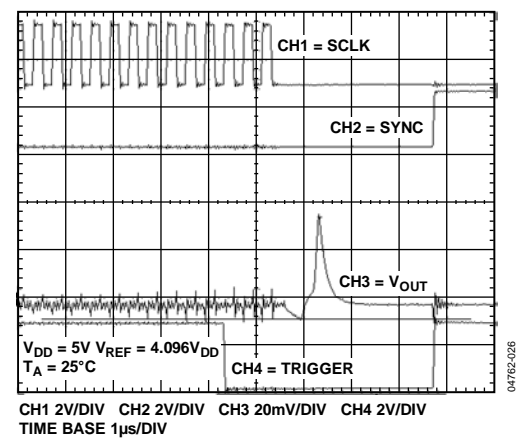 CH1 = SCLK
CH2 = SYNC
CH3 = VOUT
VDD = 5V VREF = 4.096VDD
TA = 25°C
CH4 = TRIGGER
CH1 2V/DIV CH2 2V/DIV CH3 20mV/DIV CH4 2V/DIV
TIME BASE 1µs/DIV
04762-026